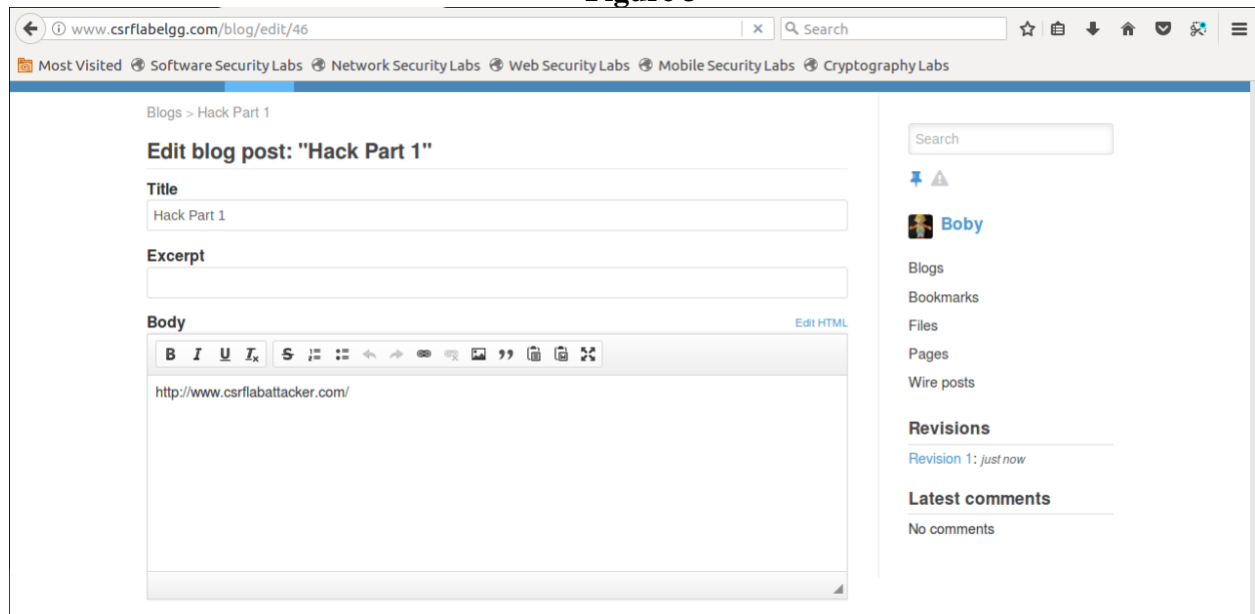 www.csrflabelgg.com/blog/edit/46
Search
Most Visited Software Security Labs Network Security Labs Web Security Labs Mobile Security Labs Cryptography Labs
Blogs > Hack Part 1
Edit blog post: "Hack Part 1"
Title
Hack Part 1
Excerpt
Body
Edit HTML
B I U Tx S
http://www.csrflabattacker.com/
Search
Boby
Blogs
Bookmarks
Files
Pages
Wire posts
Revisions
Revision 1: just now
Latest comments
No comments